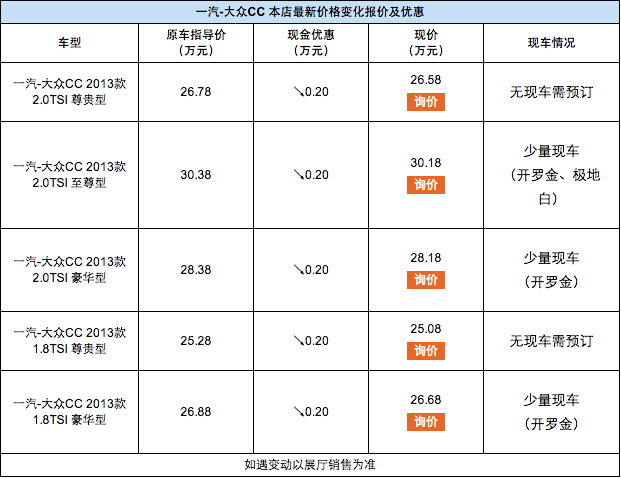 一汽-大众CC 本店最新价格变化报价及优惠
车型 原车指导价（万元） 现金优惠（万元） 现价（万元） 现车情况
一汽-大众CC 2013款
2.0TSI 尊贵型
26.78
↘0.20
26.58
询价
无现车需预订
一汽-大众CC 2013款
2.0TSI 至尊型
30.38
↘0.20
30.18
询价
少量现车
（开罗金、极地
白）
一汽-大众CC 2013款
2.0TSI 豪华型
28.38
↘0.20
28.18
询价
少量现车
（开罗金）
一汽-大众CC 2013款
1.8TSI 尊贵型
25.28
↘0.20
25.08
询价
无现车需预订
一汽-大众CC 2013款
1.8TSI 豪华型
26.88
↘0.20
26.68
询价
少量现车
（开罗金）
如遇变动以展厅销售为准